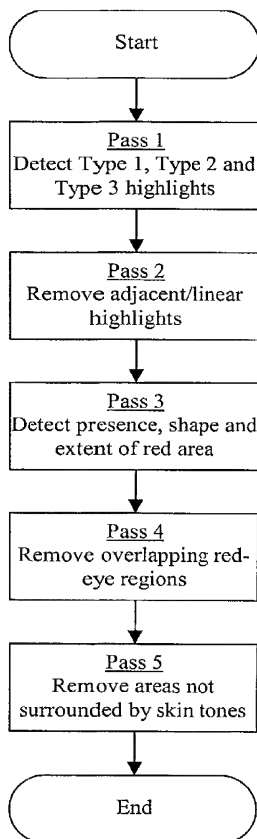 Start
Pass 1
Detect Type 1, Type 2 and
Type 3 highlights
Pass 2
Remove adjacent/linear
highlights
Pass 3
Detect presence, shape and
extent of red area
Pass 4
Remove overlapping red-
eye regions
Pass 5
Remove areas not
surrounded by skin tones
End